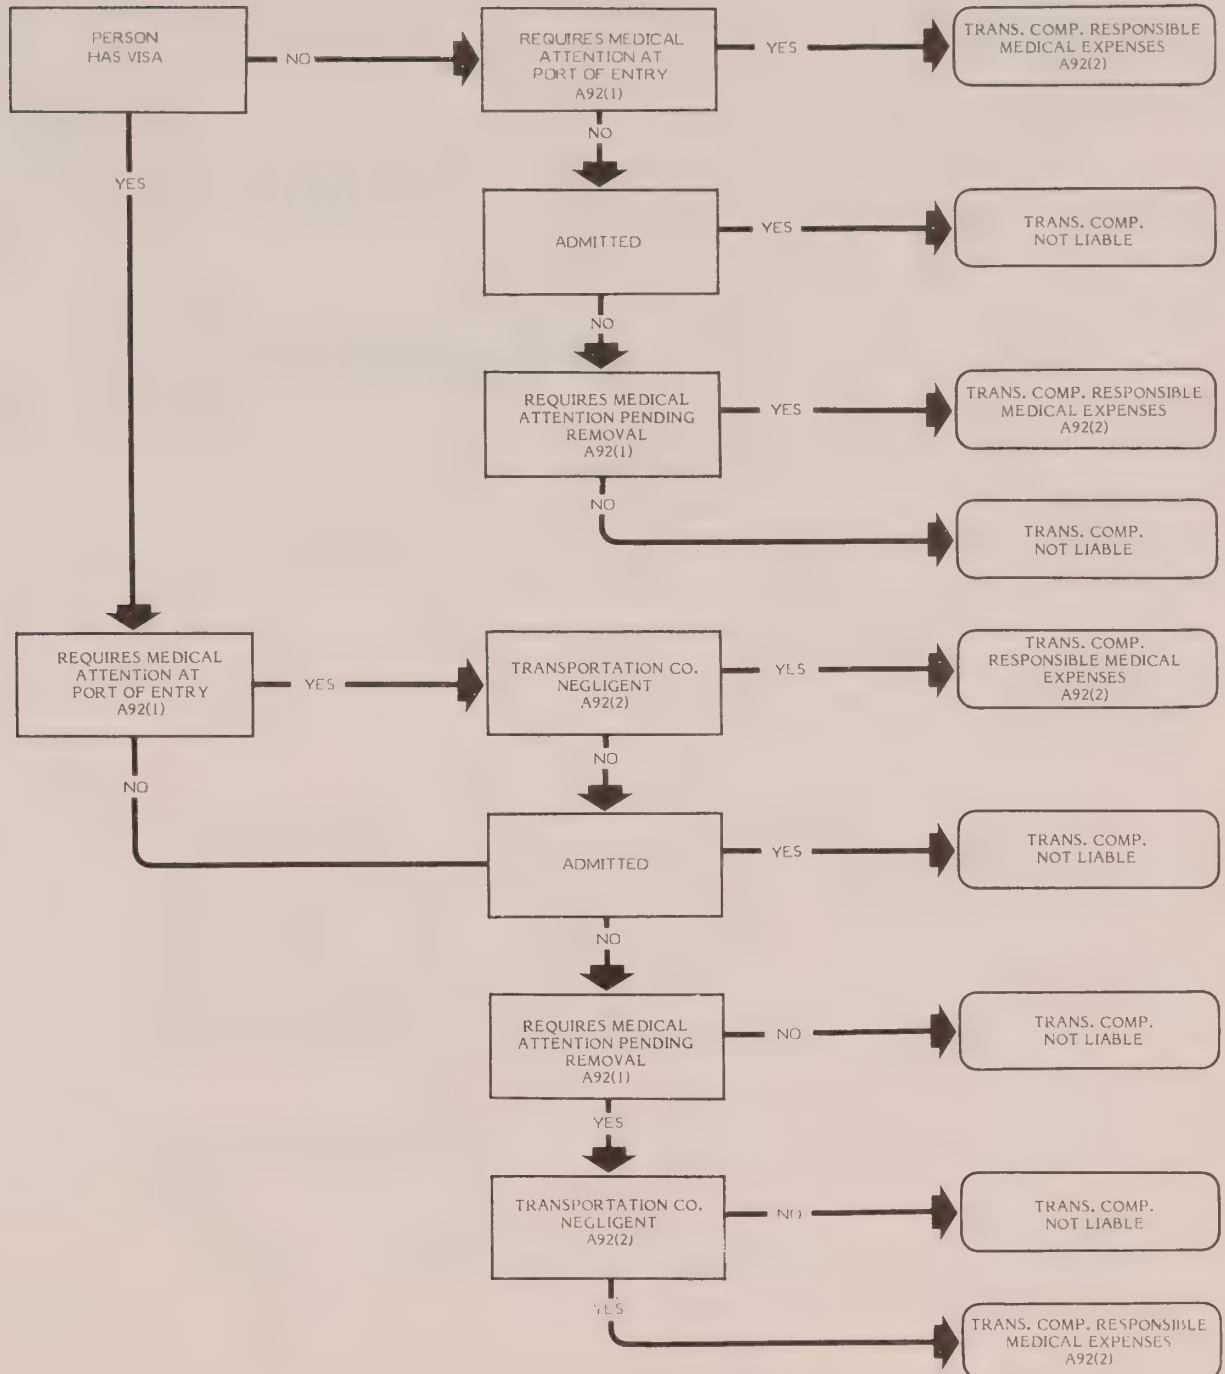 PERSON
HAS VISA
NO
REQUIRES MEDICAL
ATTENTION AT
PORT OF ENTRY
A92(1)
YES
TRANS. COMP. RESPONSIBLE
MEDICAL EXPENSES
A92(2)
NO
YES
ADMITTED
YES
TRANS. COMP.
NOT LIABLE
NO
REQUIRES MEDICAL
ATTENTION PENDING
REMOVAL
A92(1)
YES
TRANS. COMP. RESPONSIBLE
MEDICAL EXPENSES
A92(2)
NO
TRANS. COMP.
NOT LIABLE
REQUIRES MEDICAL
ATTENTION AT
PORT OF ENTRY
A92(1)
YES
TRANSPORTATION CO.
NEGLIGENT
A92(2)
YES
TRANS. COMP.
RESPONSIBLE MEDICAL
EXPENSES
A92(2)
NO
NO
ADMITTED
YES
TRANS. COMP.
NOT LIABLE
NO
REQUIRES MEDICAL
ATTENTION PENDING
REMOVAL
A92(1)
NO
TRANS. COMP.
NOT LIABLE
YES
TRANSPORTATION CO.
NEGLIGENT
A92(2)
NO
TRANS. COMP.
NOT LIABLE
YES
TRANS. COMP. RESPONSIBLE
MEDICAL EXPENSES
A92(2)